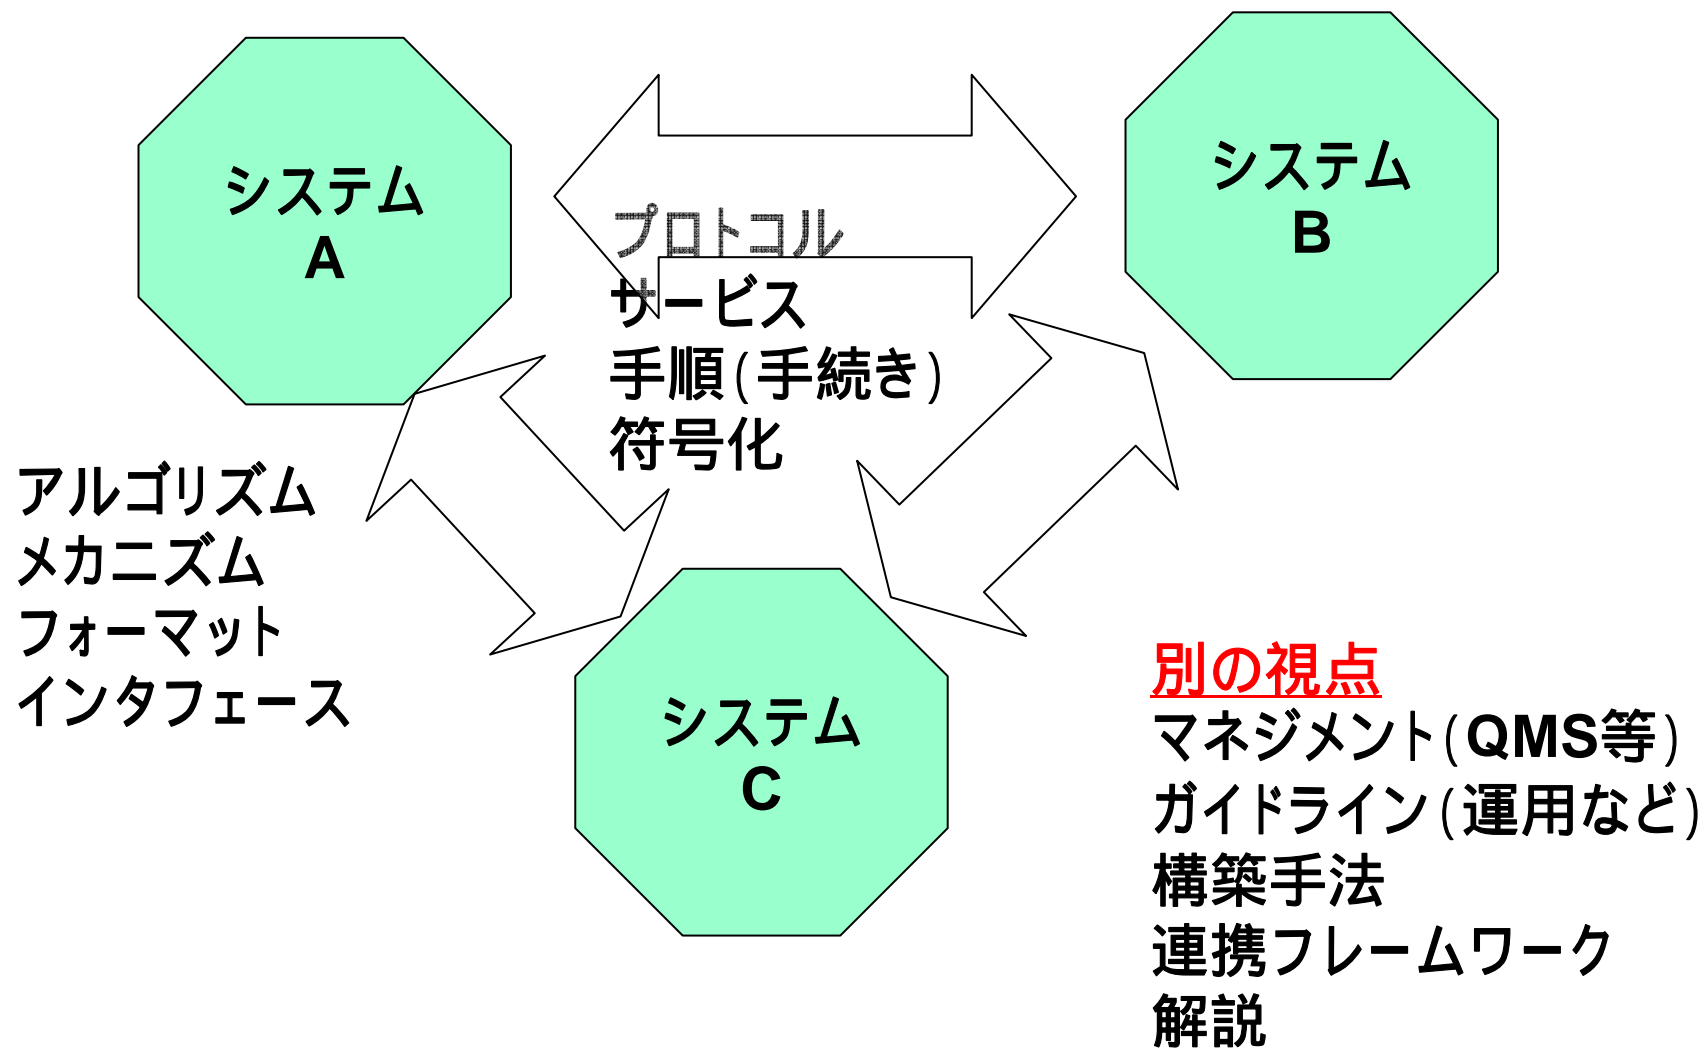 システム
A
システム
B
プロトコル
サービス
手順(手続き)
符号化
アルゴリズム
メカニズム
フォーマット
インタフェース
システム
C
別の視点
マネジメント(QMS等)
ガイドライン(運用など)
構築手法
連携フレームワーク
解説